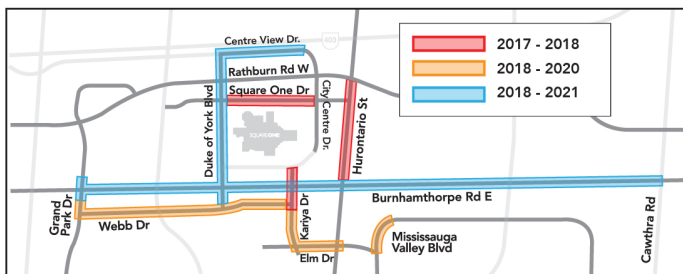 Centre View Dr.
403
2017 - 2018
2018 - 2020
2018 - 2021
Rathburn Rd W
Square One Dr
City Centre Dr.
Duke of York Blvd
SQUARE ONE
Hurontario St
Burnhamthorpe Rd E
Grand
Park Dr
Webb Dr
Kariya Dr
Elm Dr
Mississauga
Valley Blvd
Cawthra Rd